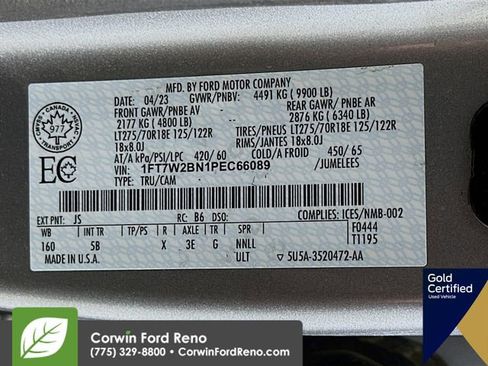 MFD. BY FORD MOTOR COMPANY
04/23 GVWR/PNBV: 4491 KG ( 9900 LB)
FRONT GAWR/PNBE AV REAR GAWR/PNBE AR
2177 KG ( 4800 LB) 2876 KG ( 6340 LB)
LT275/70R18E 125/122R TIRES/PNEUS LT275/70R18E 125/122R
18x8.0J RIMS/JANTES 18x8.0J
AT/A kPa/PSI/LPC 420/ 60 COLD/A FROID 450/ 65
VIN: 1FT7W2BN1PEC66089 /JUMELEES
TYPE: TRU/CAM
CANADA
977
TRANSPORT
EC
EXT PNT: JS RC: B6 DSO: COMPLIES: ICES/NMB-002
WB INT TR TP/PS R AXLE TR SPR F0444
160 5B X 3E G NNLL T1195
MADE IN U.S.A. ULT 5U5A-3520472-AA
Gold
Certified
Used Vehicle
Corwin Ford Reno
(775) 329-8800 • CorwinFordReno.com